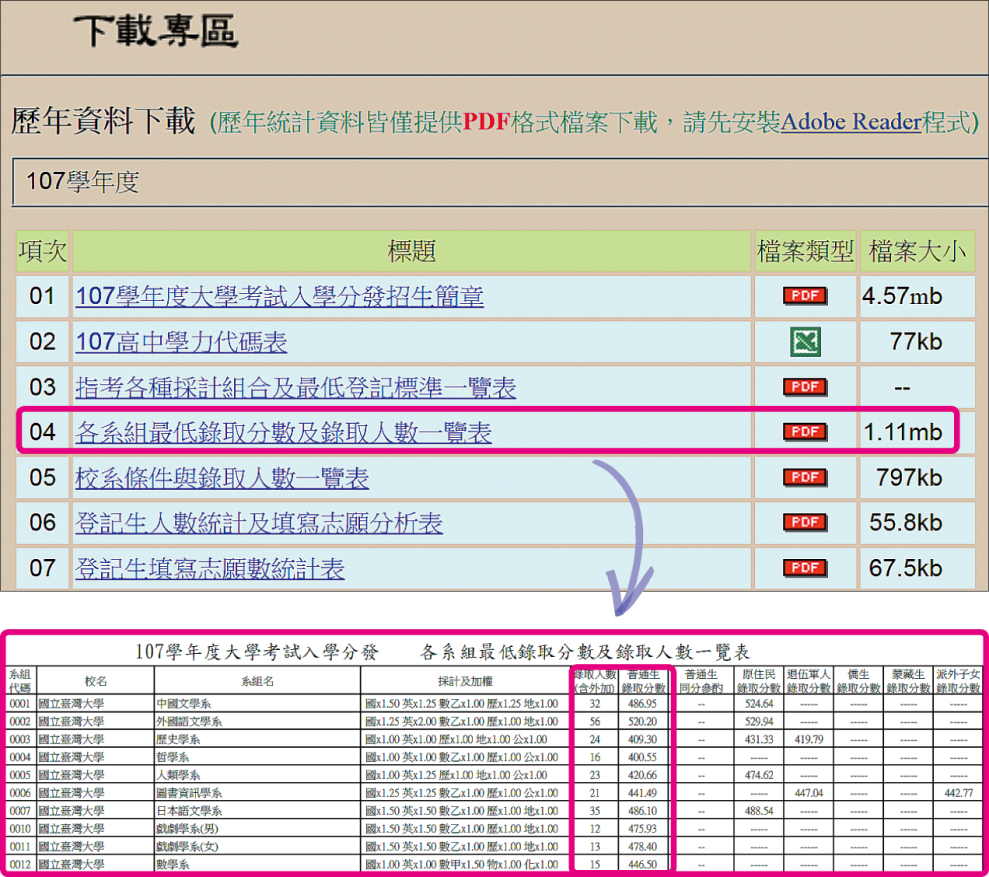 下載專區
歷年資料下載 (歷年統計資料皆僅提供PDF格式檔案下載，請先安裝Adobe Reader程式)
107學年度
項次 標題 檔案類型 檔案大小
01 107學年度大學考試入學分發招生簡章 PDF 4.57mb
02 107高中學力代碼表 77kb
03 指考各種採計組合及最低登記標準一覽表 PDF --
04 各系組最低錄取分數及錄取人數一覽表 PDF 1.11mb
05 校系條件與錄取人數一覽表 PDF 797kb
06 登記生人數統計及填寫志願分析表 PDF 55.8kb
07 登記生填寫志願數統計表 PDF 67.5kb
107學年度大學考試入學分發 各系組最低錄取分數及錄取人數一覽表
系組 錄取人數 普通生 普通生 原住民 退伍軍人 僑生 蒙藏生 派外子女
代碼 校名 系組名 採計及加權 (含外加) 錄取分數 同分參酌 錄取分數 錄取分數 錄取分數 錄取分數 錄取分數
0001 國立臺灣大學 中國文學系 國x1.50 英x1.25 數乙x1.00 歷x1.25 地x1.00 32 486.95 -- 524.64 ----- ----- ----- -----
0002 國立臺灣大學 外國語文學系 國x1.25 英x2.00 數乙x1.00 歷x1.00 地x1.00 56 520.20 -- 529.94 ----- ----- ----- -----
0003 國立臺灣大學 歷史學系 國x1.00 英x1.00 歷x1.00 地x1.00 公x1.00 24 409.30 -- 431.33 419.79 ----- ----- -----
0004 國立臺灣大學 哲學系 國x1.00 英x1.00 數乙x1.00 歷x1.00 公x1.00 16 400.55 -- ----- ----- ----- ----- -----
0005 國立臺灣大學 人類學系 國x1.00 英x1.25 歷x1.00 地x1.00 公x1.00 23 420.66 -- 474.62 ----- ----- ----- -----
0006 國立臺灣大學 圖書資訊學系 國x1.25 英x1.25 數乙x1.00 歷x1.00 公x1.00 21 441.49 -- ----- 447.04 ----- ----- 442.77
0007 國立臺灣大學 日本語文學系 國x1.50 英x1.50 數乙x1.00 歷x1.00 地x1.00 35 486.10 -- 488.54 ----- ----- ----- -----
0010 國立臺灣大學 戲劇學系(男) 國x1.50 英x1.50 數乙x1.00 歷x1.00 地x1.00 12 475.93 -- ----- ----- ----- ----- -----
0011 國立臺灣大學 戲劇學系(女) 國x1.50 英x1.50 數乙x1.00 歷x1.00 地x1.00 13 478.40 -- ----- ----- ----- ----- -----
0012 國立臺灣大學 數學系 國x1.00 英x1.00 數甲x1.50 物x1.00 化x1.00 15 446.50 -- ----- ----- ----- ----- -----